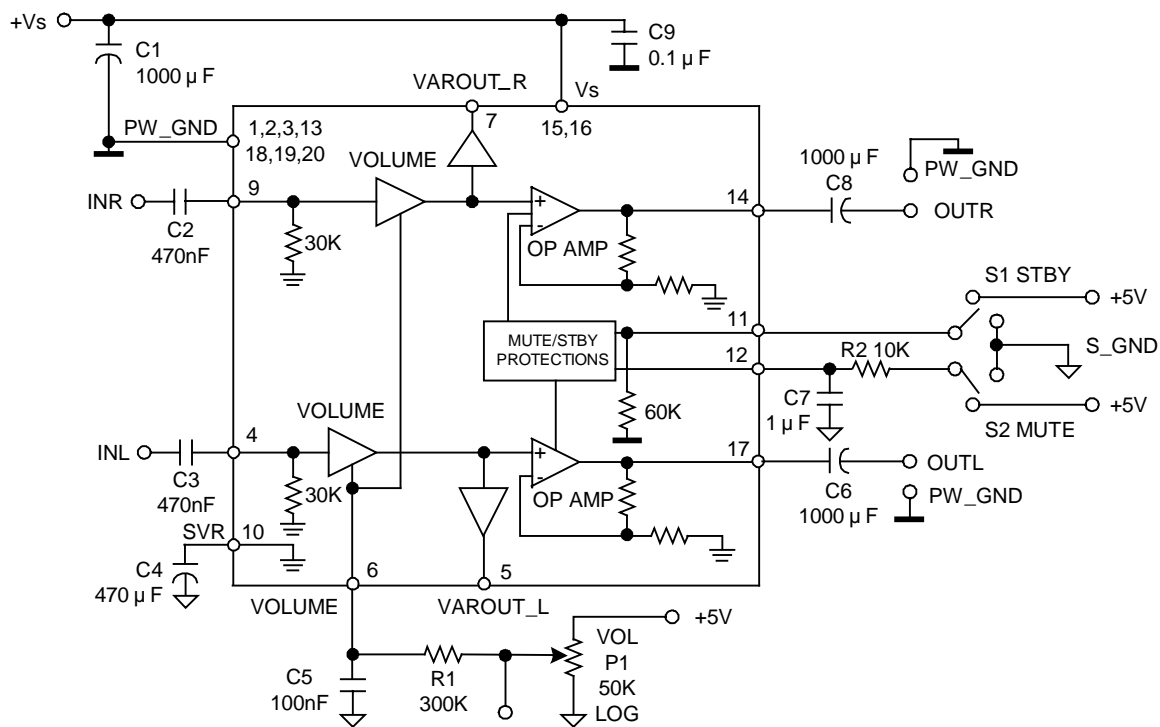 +Vs
C1
1000 µF
C9
0.1 µF
VAROUT_R
Vs
7
15,16
PW_GND
1,2,3,13
18,19,20
VOLUME
1000 µF
C8
PW_GND
INR
9
14
OUTR
C2
470nF
30K
+
-
OP AMP
S1 STBY
+5V
11
MUTE/STBY
PROTECTIONS
S_GND
12
R2 10K
C7
1 µF
60K
+5V
S2 MUTE
VOLUME
INL
4
17
OUTL
C3
470nF
30K
+
-
OP AMP
C6
1000 µF
PW_GND
SVR
10
C4
470 µF
6
5
VOLUME
VAROUT_L
+5V
C5
100nF
R1
300K
VOL
P1
50K
LOG